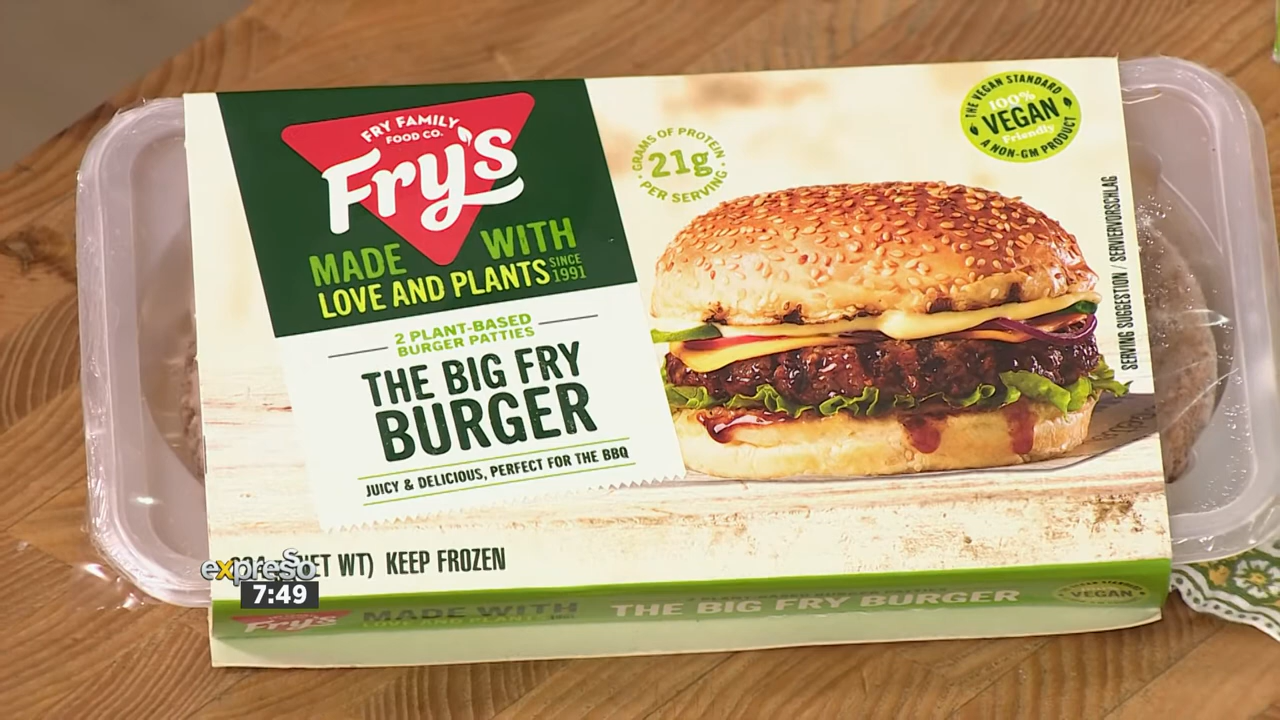 FRY FAMILY
FOOD CO.
Fry's
MADE WITH
LOVE AND PLANTS
SINCE
1991
2 PLANT-BASED
BURGER PATTIES
THE BIG FRY
BURGER
JUICY & DELICIOUS, PERFECT FOR THE BBQ
GRAMS OF PROTEIN
21g
PER SERVING
THE VEGAN STANDARD
100%
VEGAN
Friendly
A NON-GM PRODUCT
SERVING SUGGESTION / SERVIERVORSCHLAG
WT) KEEP FROZEN
expresso
7:49
Fry's
MADE WITH
THE BIG FRY BURGER
VEGAN